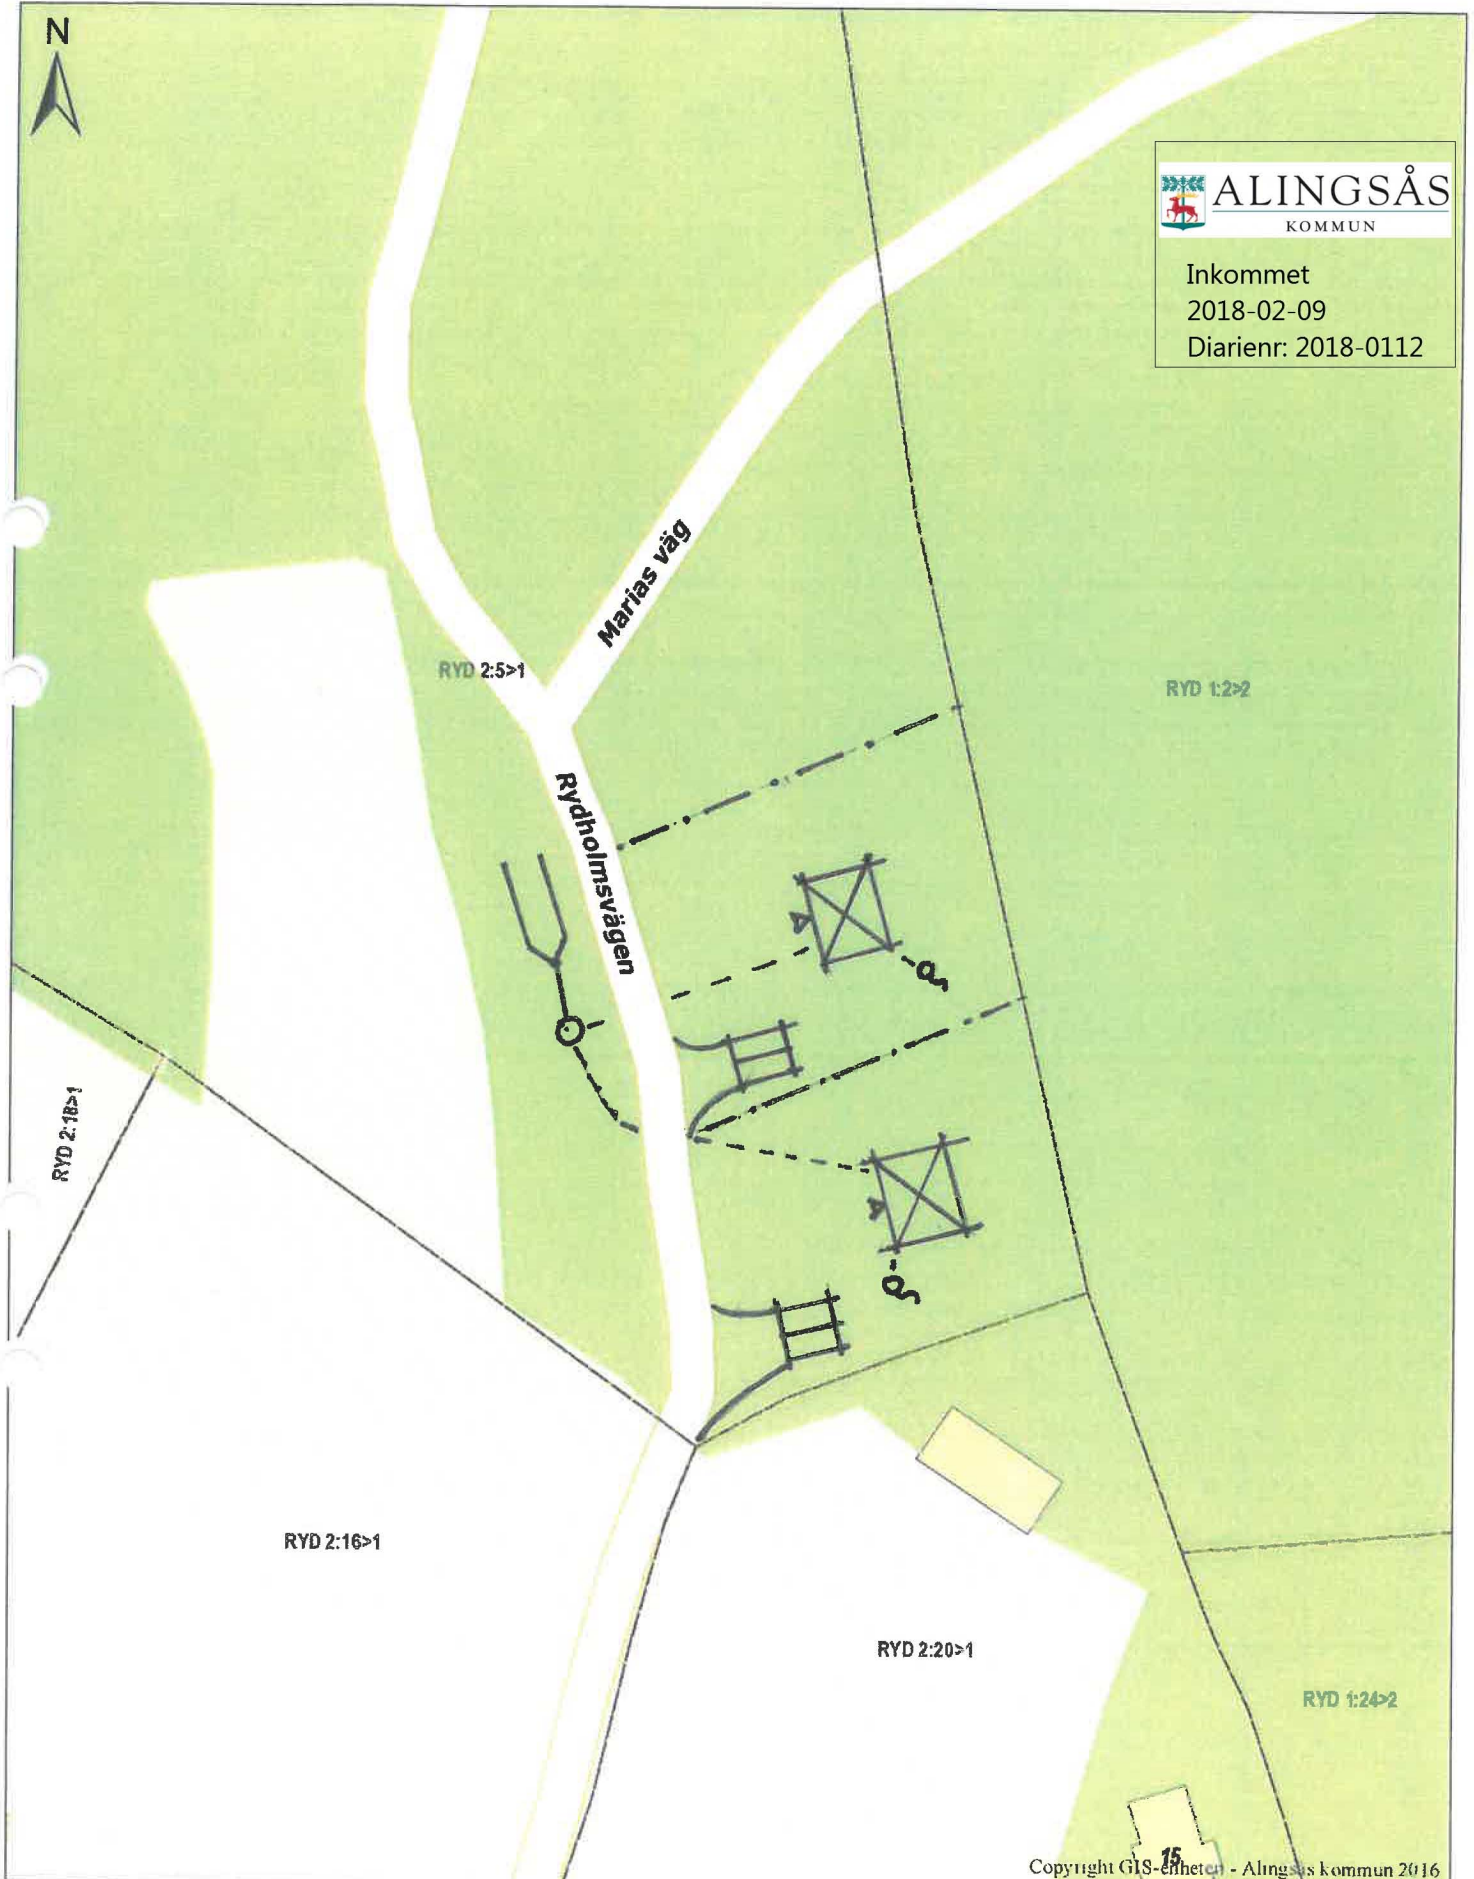 N
ALINGSÅS
KOMMUN
Inkommet
2018-02-09
Diarienr: 2018-0112
Marias väg
RYD 2:5>1
RYD 1:2>2
Rydholmsvägen
RYD 2:18>1
RYD 2:16>1
RYD 2:20>1
RYD 1:24>2
15
Copyright GIS-enheten - Alingsås kommun 2016